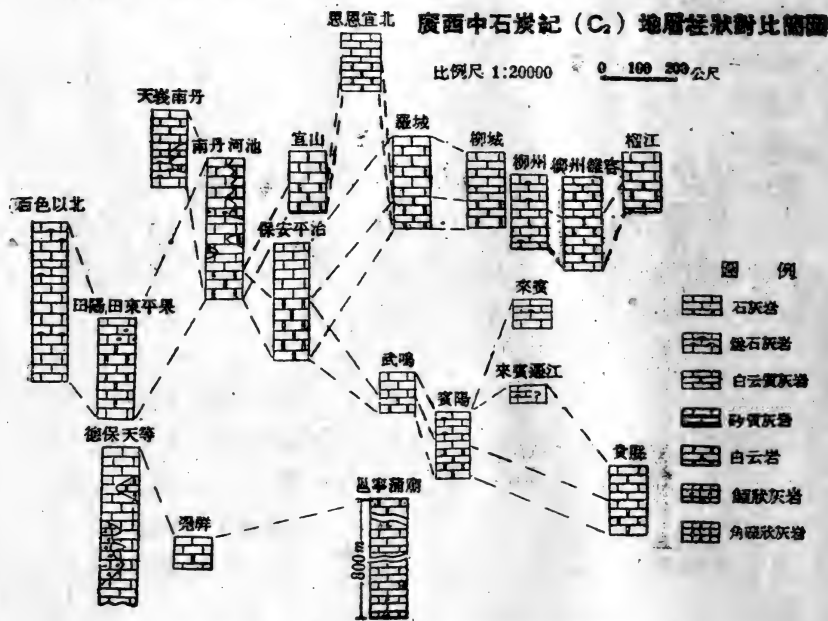 廣西中石炭紀(C₂)地層柱狀對比簡圖
比例尺 1:20000
0 100 200 公尺
思恩宜北
天峩南丹
南丹河池
宜山
羅城
柳城
柳州
柳州雒容
榴江
百色以北
保安平治
田陽,田東平果
來賓
武鳴
賓陽
來賓遷江
貴縣
德保天等
邕寧蒲廟
800m
圖 例
石灰岩
燧石灰岩
白云質灰岩
矽質灰岩
白云岩
鮞狀灰岩
角礫狀灰岩